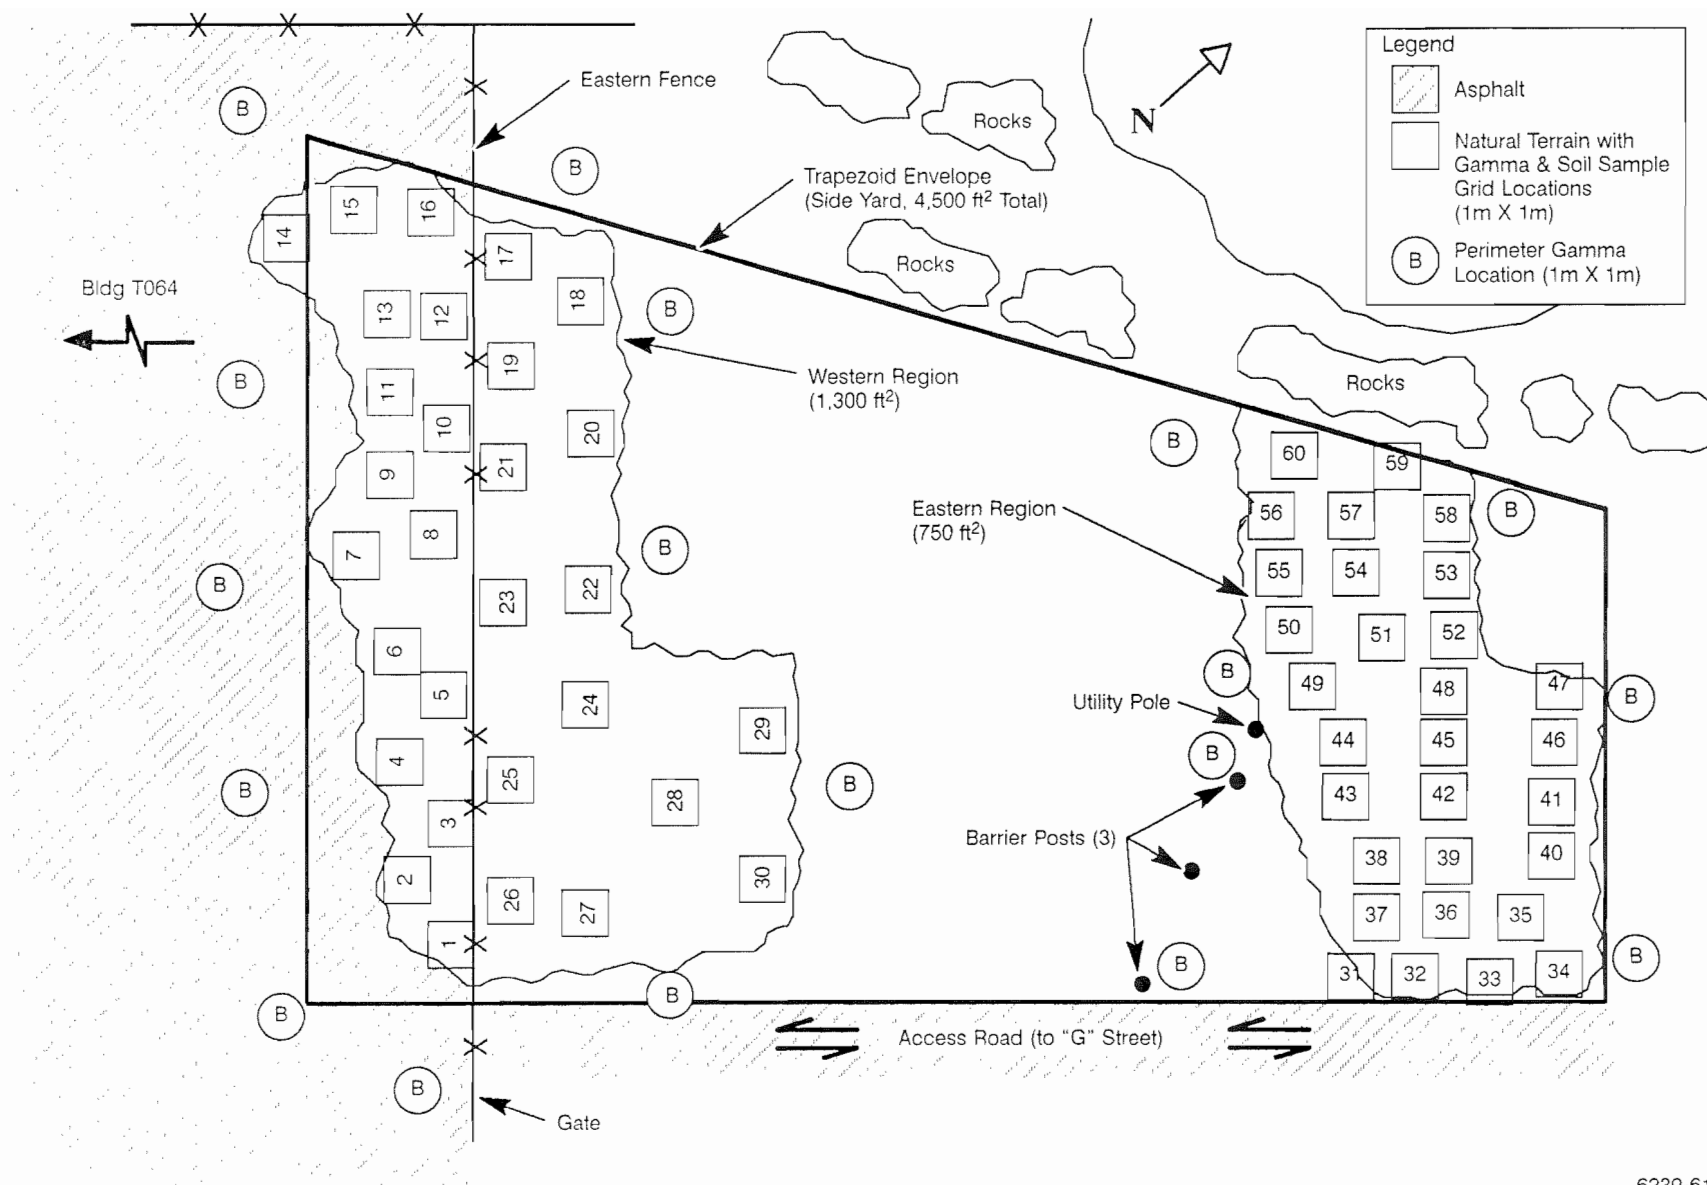 Legend
Asphalt
Natural Terrain with
Gamma & Soil Sample
Grid Locations
(1m X 1m)
B
Perimeter Gamma
Location (1m X 1m)
Eastern Fence
N
Rocks
B
B
Trapezoid Envelope
(Side Yard, 4,500 ft² Total)
15
16
14
17
Rocks
Bldg T064
18
B
13
12
19
Western Region
(1,300 ft²)
Rocks
B
11
10
20
B
60
59
9
21
Eastern Region
(750 ft²)
56
57
58
B
8
7
B
55
54
53
B
22
23
50
51
52
6
B
49
48
47
B
5
24
Utility Pole
29
44
45
46
4
B
25
B
B
43
42
41
28
3
Barrier Posts (3)
38
39
40
2
30
26
27
37
36
35
1
B
B
31
32
33
34
B
B
B
Access Road (to "G" Street)
B
Gate